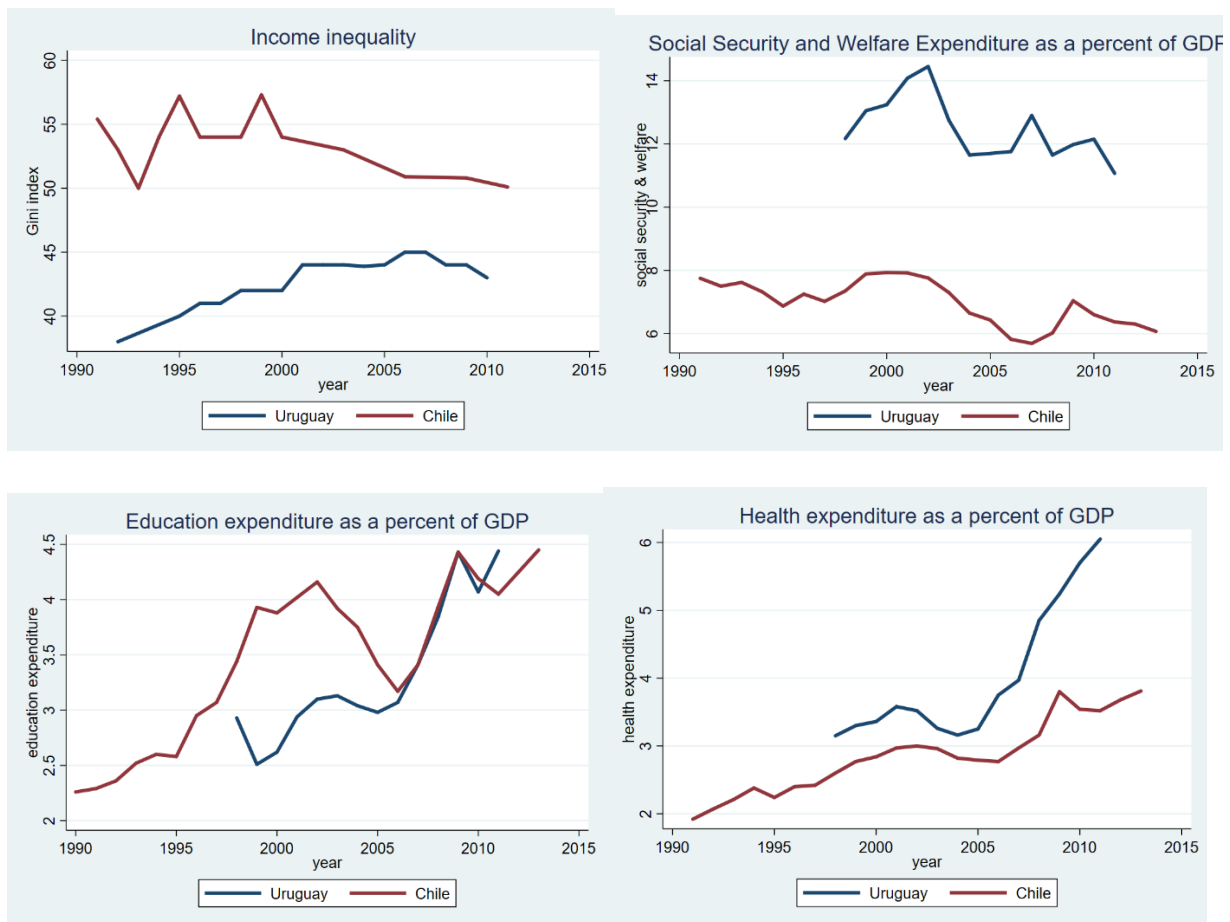 Income inequality
60
55
50
45
40
Gini index
1990 1995 2000 2005 2010 2015
year
Uruguay Chile
Social Security and Welfare Expenditure as a percent of GDP
14
12
10
8
6
social security & welfare
1990 1995 2000 2005 2010 2015
year
Uruguay Chile
Education expenditure as a percent of GDP
4.5
4
3.5
3
2.5
2
education expenditure
1990 1995 2000 2005 2010 2015
year
Uruguay Chile
Health expenditure as a percent of GDP
6
5
4
3
2
health expenditure
1990 1995 2000 2005 2010 2015
year
Uruguay Chile